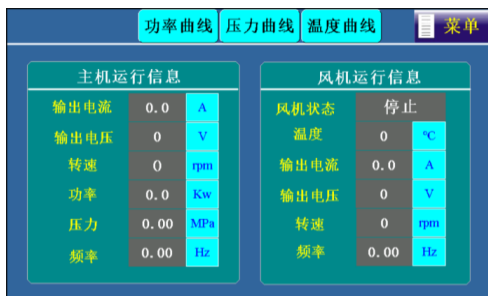 功率曲线 压力曲线 温度曲线 菜单
主机运行信息
输出电流 0.0 A
输出电压 0 V
转速 0 rpm
功率 0.0 Kw
压力 0.00 MPa
频率 0.00 Hz
风机运行信息
风机状态 停止
温度 0 °C
输出电流 0.0 A
输出电压 0 V
转速 0 rpm
频率 0.00 Hz